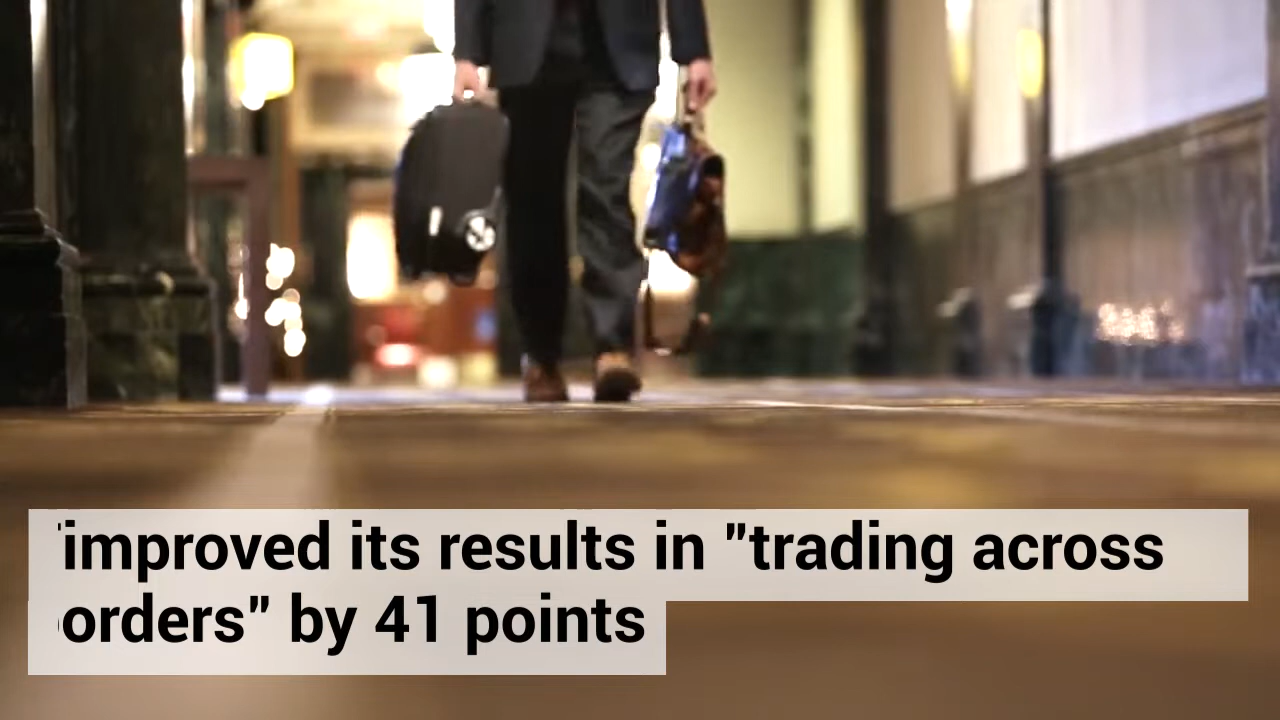 improved its results in "trading across
orders" by 41 points